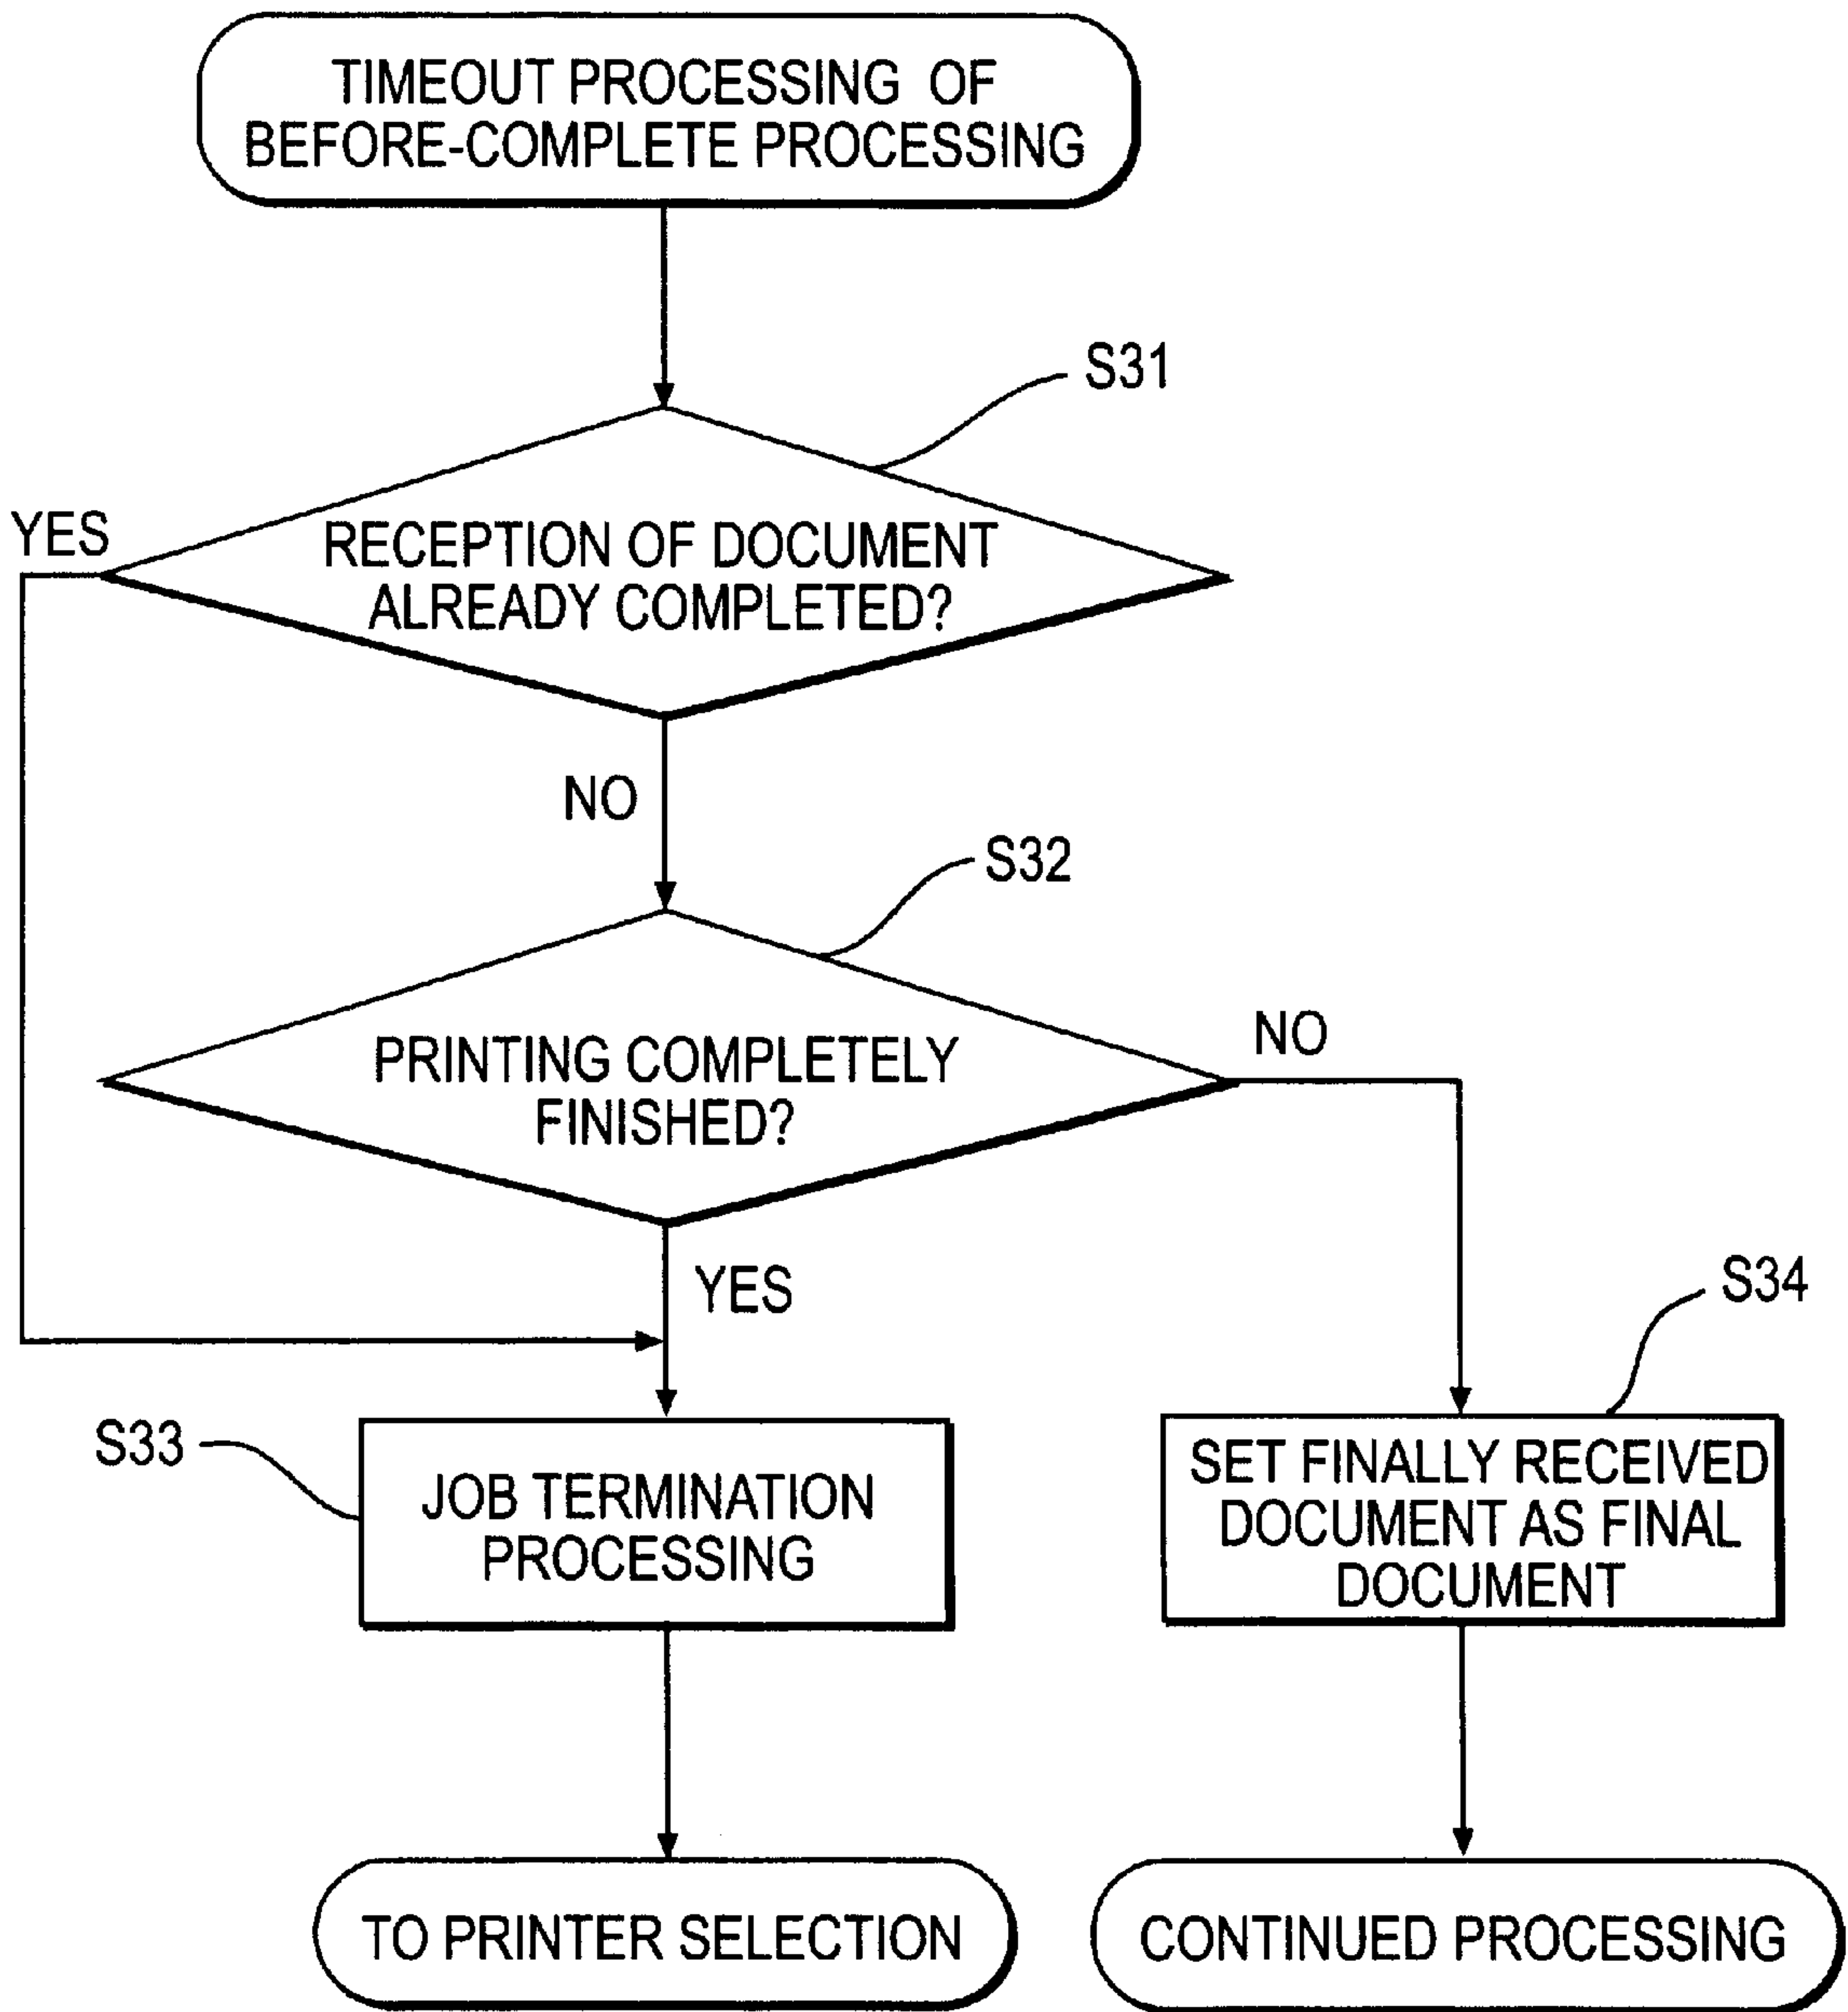 TIMEOUT PROCESSING OF
BEFORE-COMPLETE PROCESSING
S31
YES
RECEPTION OF DOCUMENT
ALREADY COMPLETED?
NO
S32
PRINTING COMPLETELY
FINISHED?
NO
YES
S34
S33
JOB TERMINATION
PROCESSING
SET FINALLY RECEIVED
DOCUMENT AS FINAL
DOCUMENT
TO PRINTER SELECTION
CONTINUED PROCESSING